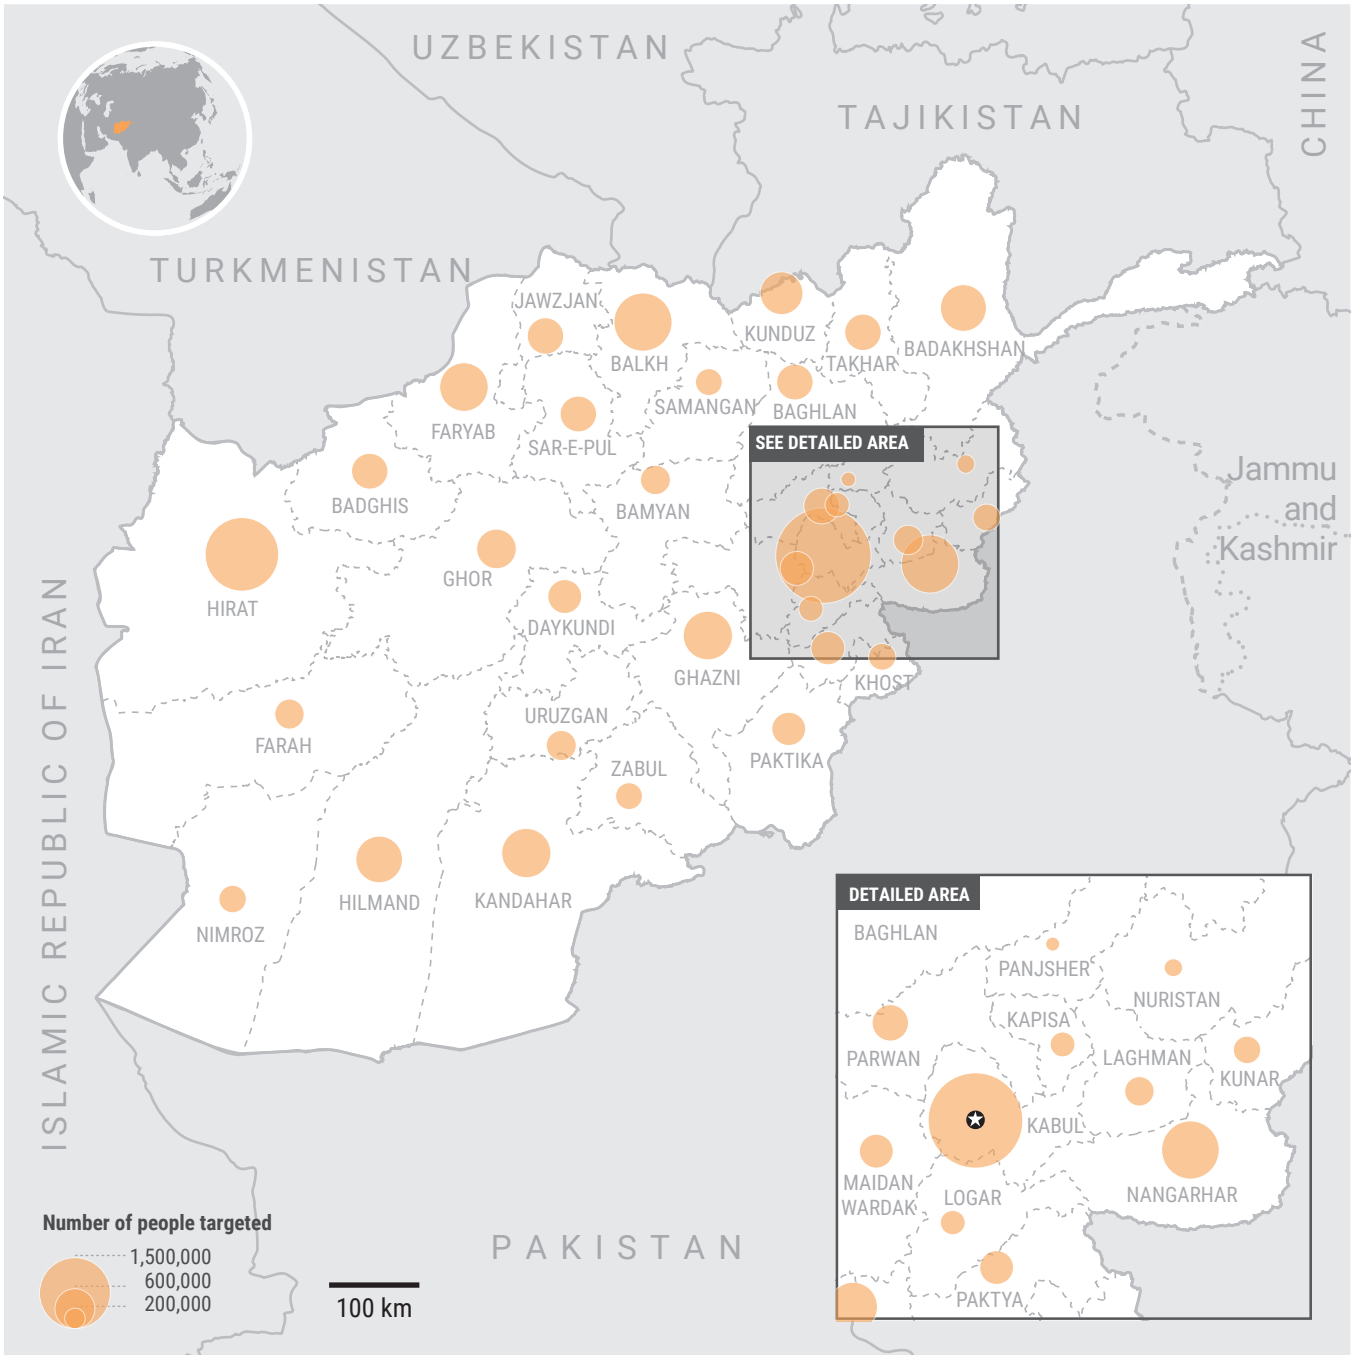 UZBEKISTAN
CHINA
TAJIKISTAN
TURKMENISTAN
JAWZJAN
KUNDUZ
BADAKHSHAN
BALKH
TAKHAR
SAMANGAN
BAGHLAN
FARYAB
SAR-E-PUL
SEE DETAILED AREA
BADGHIS
BAMYAN
Jammu
and
Kashmir
GHOR
HIRAT
DAYKUNDI
GHAZNI
KHOST
URUZGAN
FARAH
PAKTIKA
ZABUL
ISLAMIC REPUBLIC OF IRAN
HILMAND
KANDAHAR
NIMROZ
DETAILED AREA
BAGHLAN
PANJSHER
NURISTAN
KAPISA
PARWAN
LAGHMAN
KUNAR
KABUL
MAIDAN
WARDAK
LOGAR
NANGARHAR
PAKTYA
PAKISTAN
Number of people targeted
1,500,000
600,000
200,000
100 km